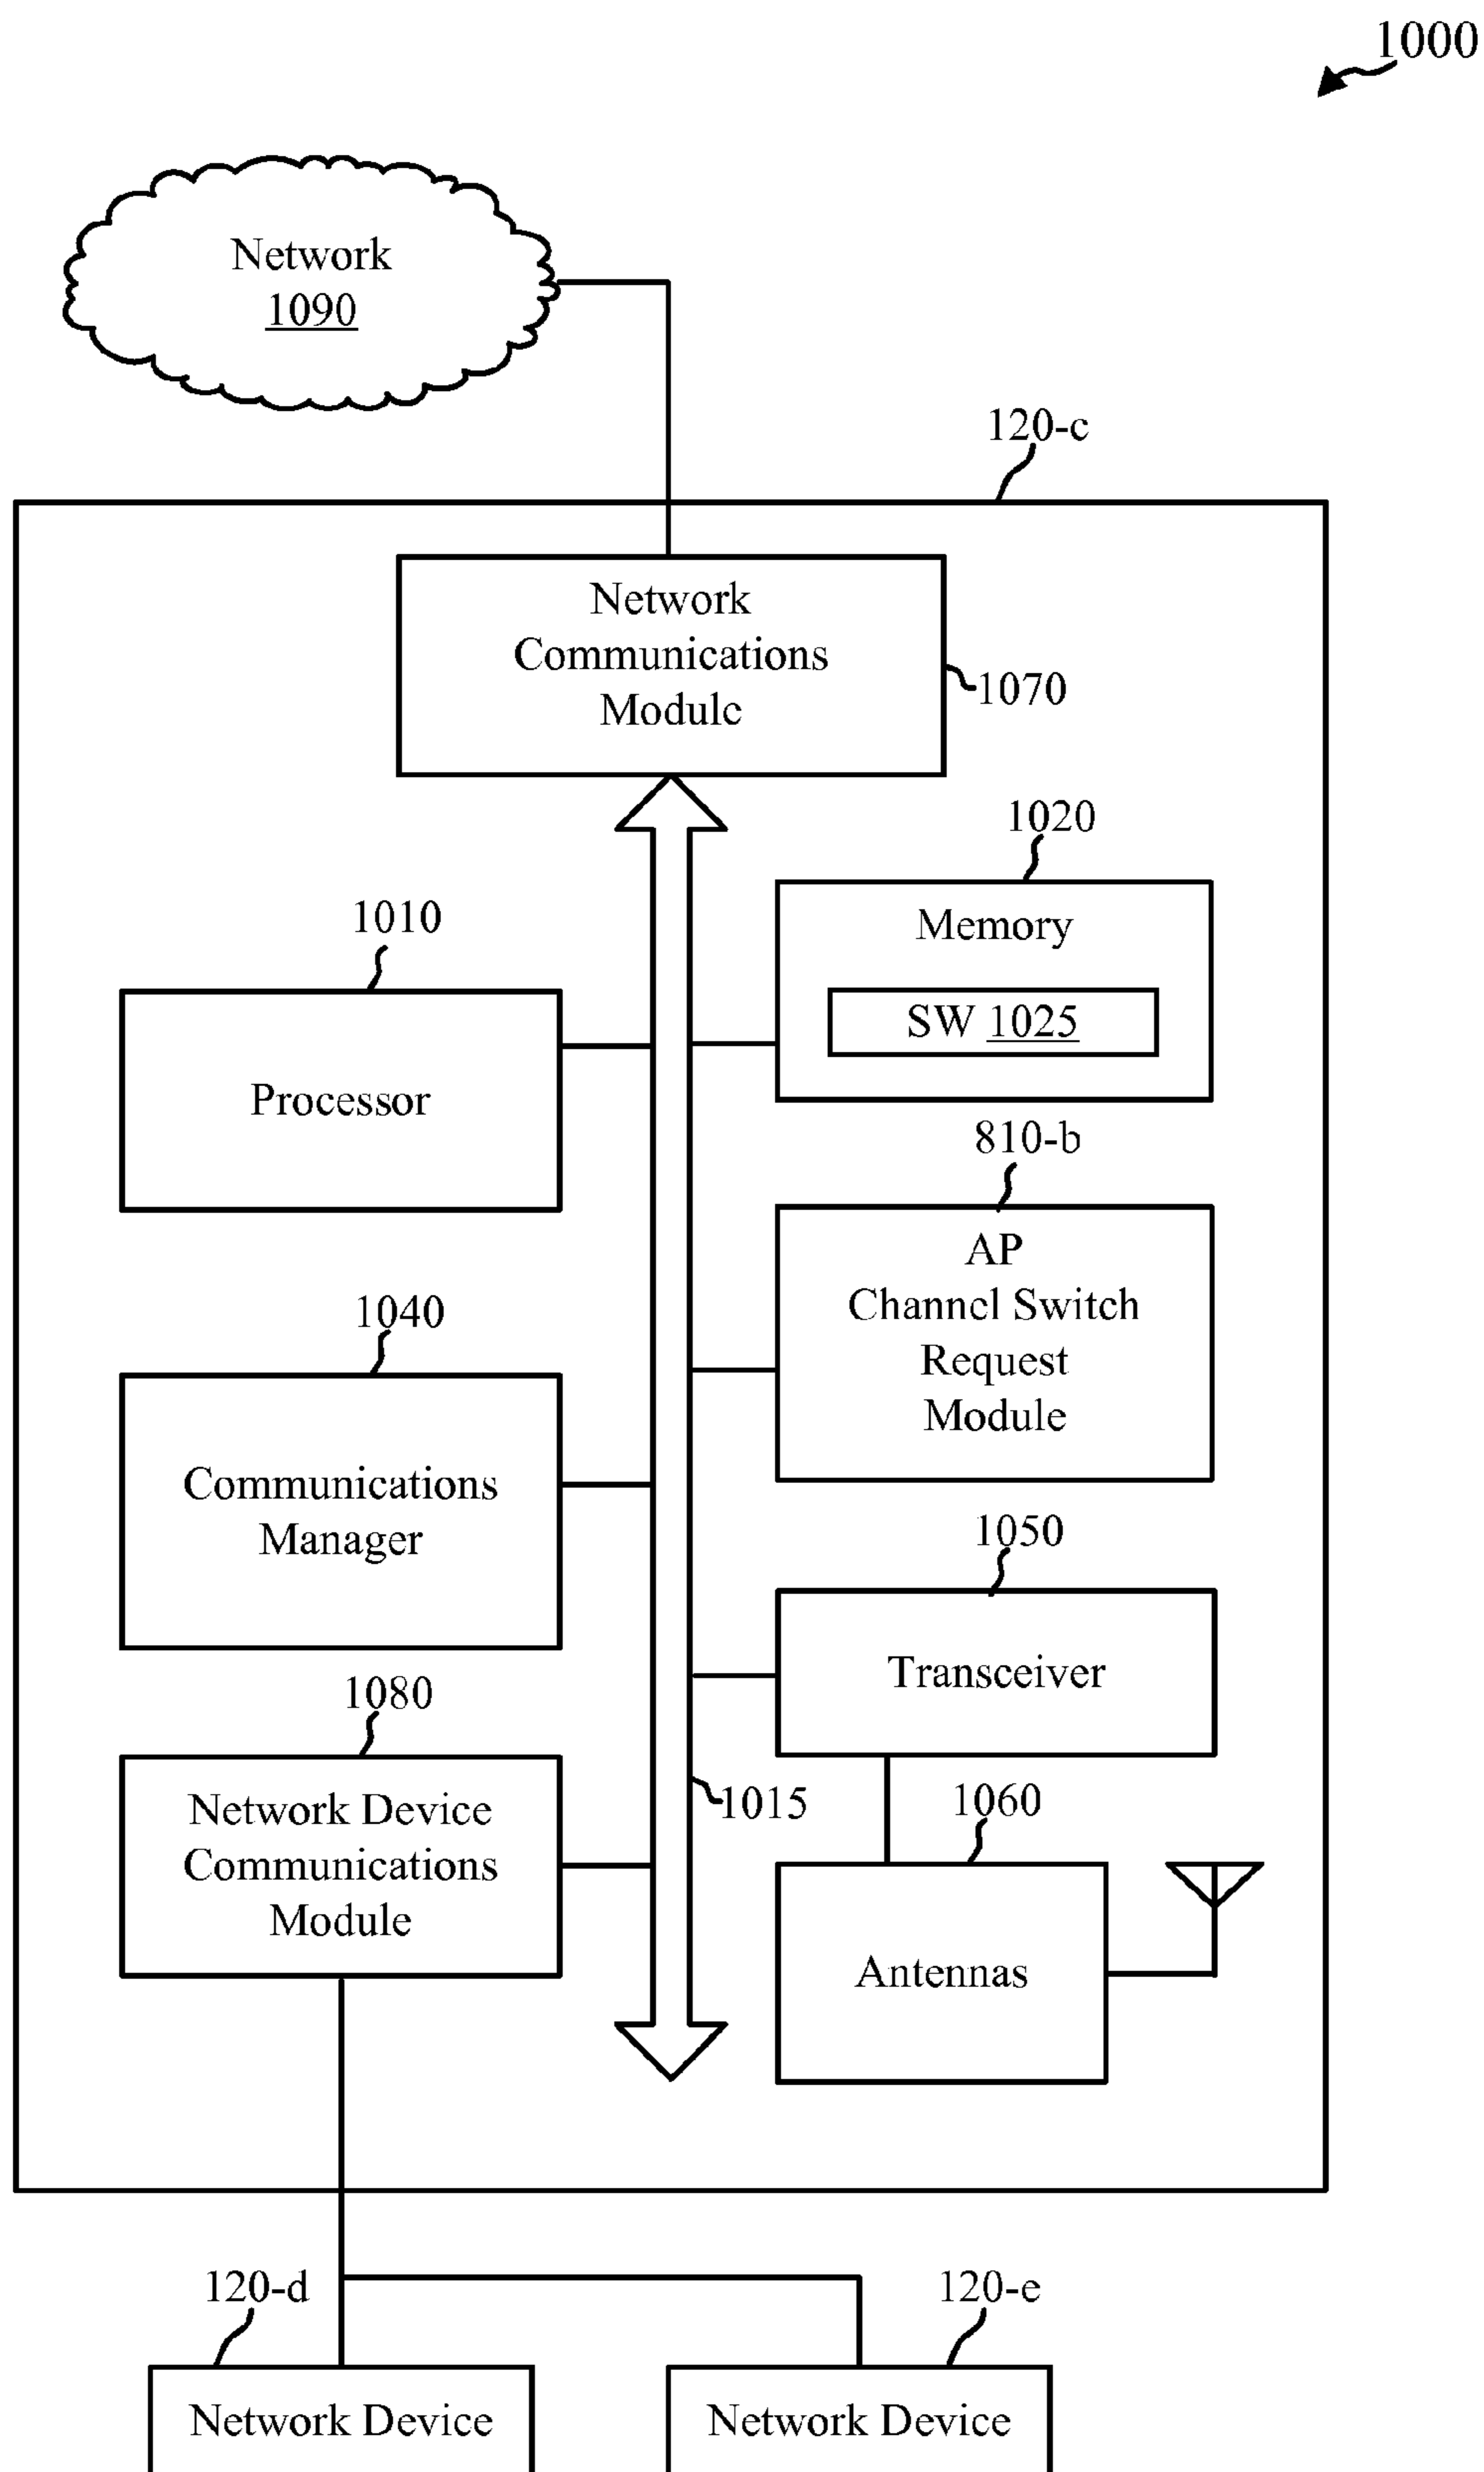 1000
Network
1090
120-c
Network
Communications
Module
1070
1020
Memory
SW 1025
1010
Processor
810-b
AP
Channel Switch
Request
Module
1040
Communications
Manager
1050
Transceiver
1080
Network Device
Communications
Module
1015
1060
Antennas
120-d
120-e
Network Device
Network Device